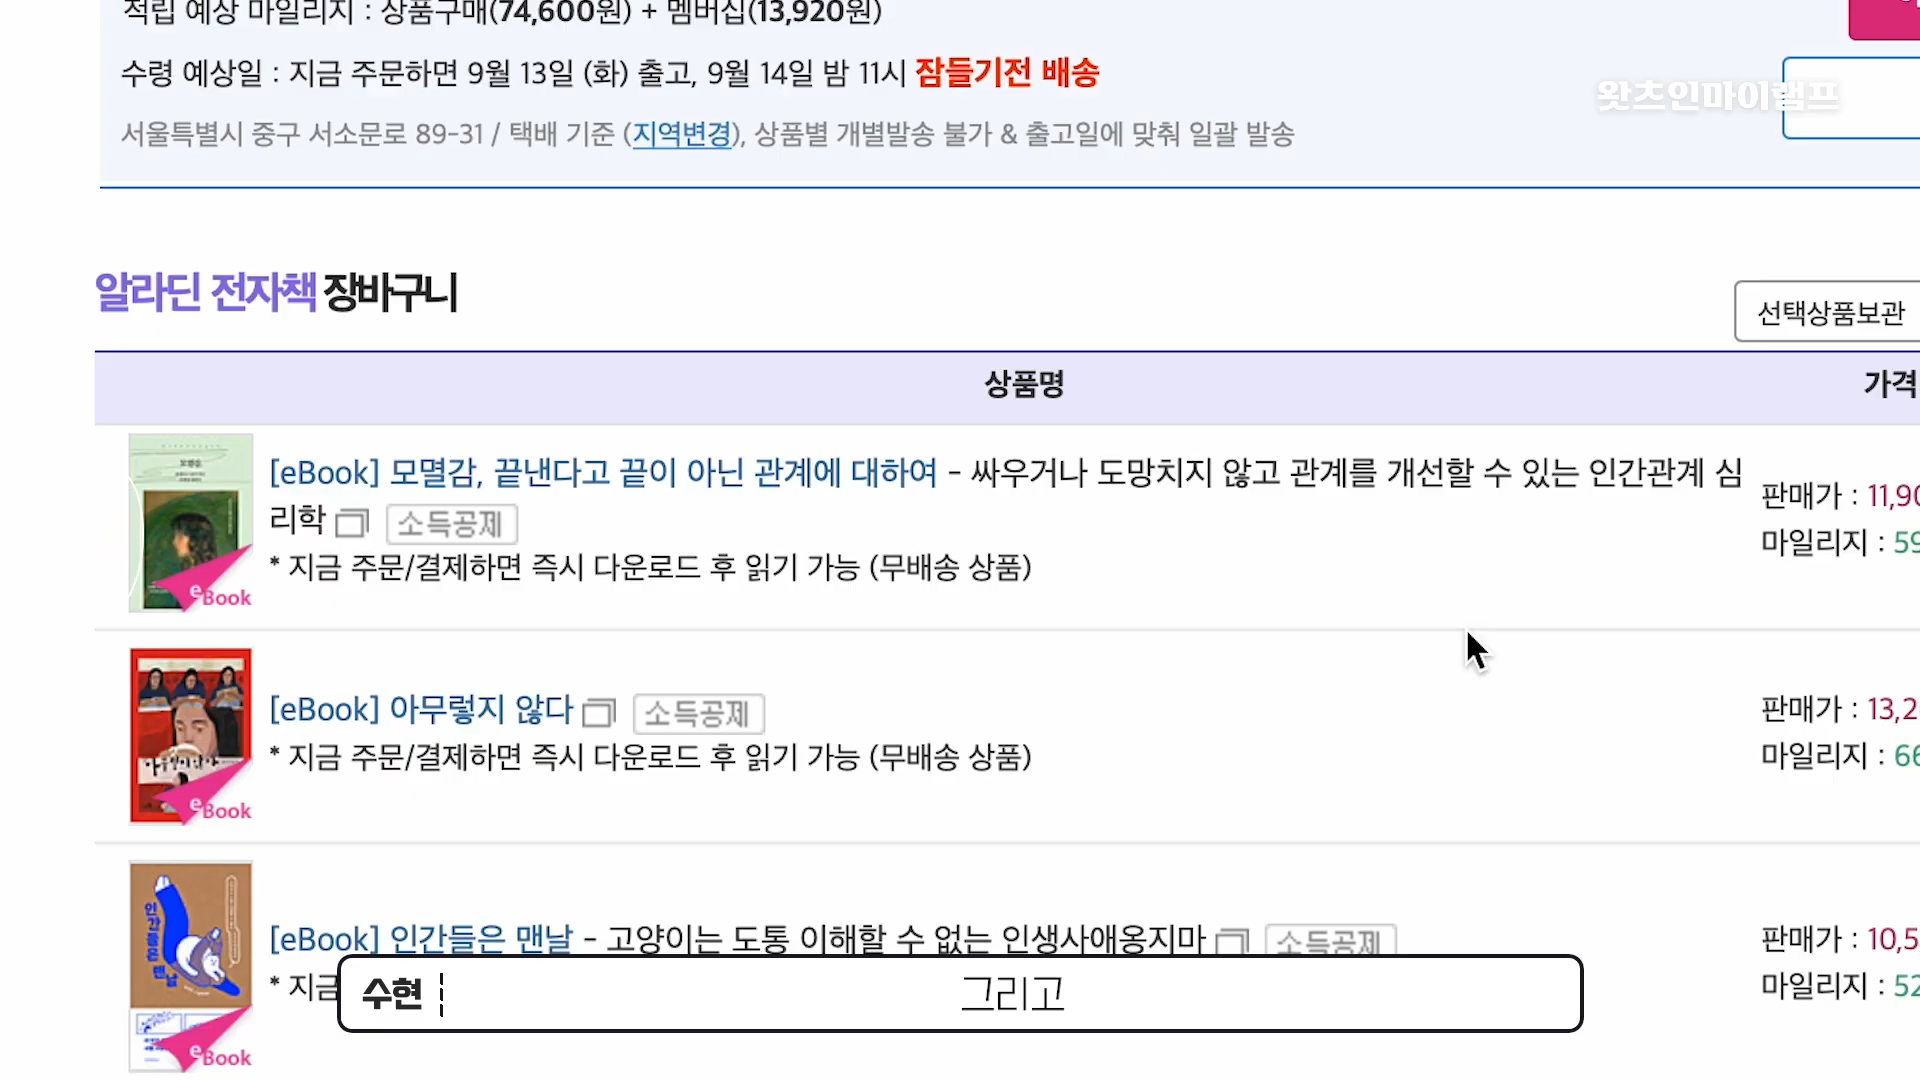 적립 예상 마일리지 : 상품구매(74,600원) + 멤버십(13,920원)
수령 예상일 : 지금 주문하면 9월 13일 (화) 출고, 9월 14일 밤 11시 잠들기전 배송
왓츠인마이램프
서울특별시 중구 서소문로 89-31 / 택배 기준 (지역변경), 상품별 개별발송 불가 & 출고일에 맞춰 일괄 발송
알라딘 전자책 장바구니
선택상품보관
상품명
가격
[eBook] 모멸감, 끝낸다고 끝이 아닌 관계에 대하여 - 싸우거나 도망치지 않고 관계를 개선할 수 있는 인간관계 심
리학 소득공제
* 지금 주문/결제하면 즉시 다운로드 후 읽기 가능 (무배송 상품)
판매가 : 11,90
마일리지 : 59
eBook
[eBook] 아무렇지 않다 소득공제
* 지금 주문/결제하면 즉시 다운로드 후 읽기 가능 (무배송 상품)
판매가 : 13,2
마일리지 : 66
eBook
인간들은 맨날
[eBook] 인간들은 맨날 - 고양이는 도통 이해할 수 없는 인생사애옹지마 소득공제
* 지금
판매가 : 10,5
마일리지 : 52
eBook
수현 그리고